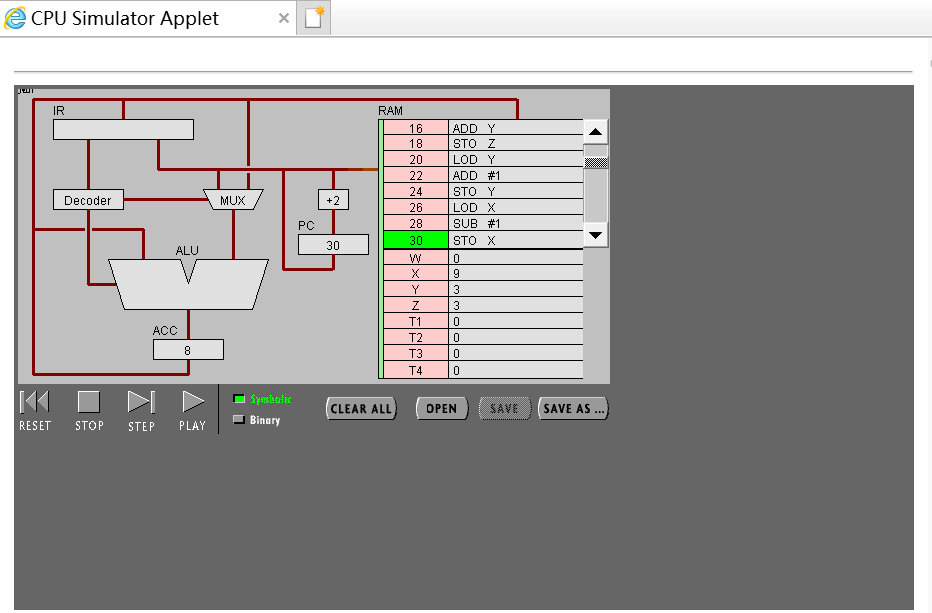 CPU Simulator Applet
IR
RAM
16 ADD Y
18 STO Z
20 LOD Y
22 ADD #1
24 STO Y
26 LOD X
28 SUB #1
30 STO X
W 0
X 9
Y 3
Z 3
T1 0
T2 0
T3 0
T4 0
Decoder
MUX
+2
PC
30
ALU
ACC
8
RESET
STOP
STEP
PLAY
Symbolic
Binary
CLEAR ALL
OPEN
SAVE
SAVE AS ...